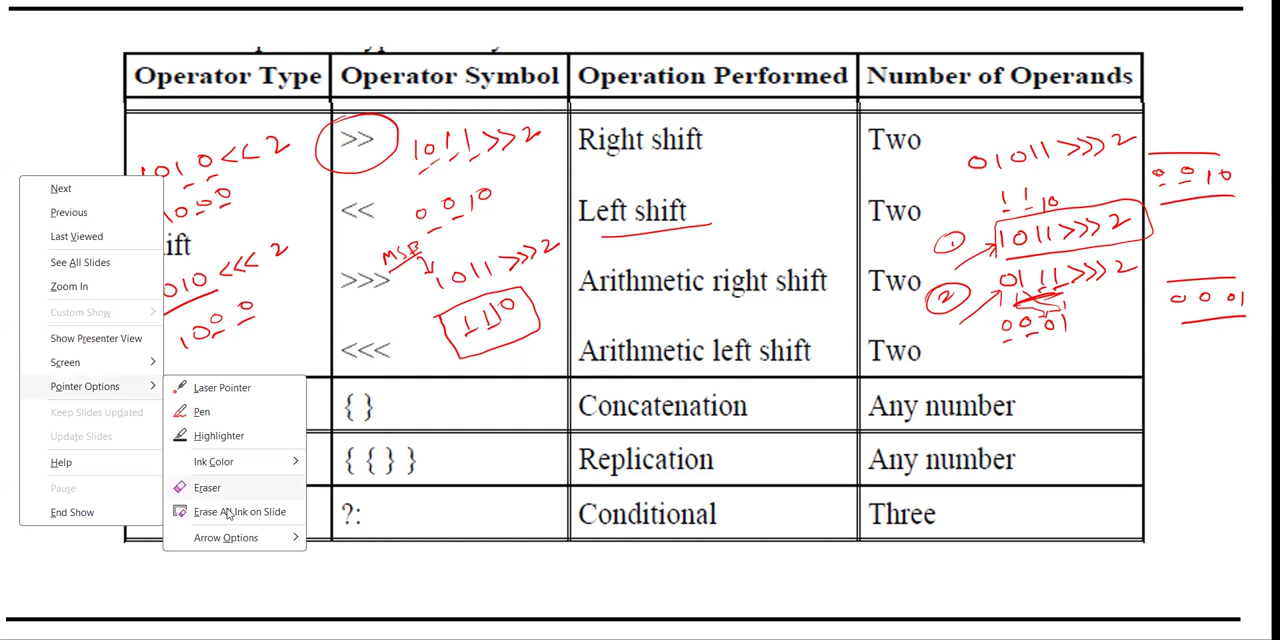 Operator Type Operator Symbol Operation Performed Number of Operands
>> Right shift Two
1010 << 2
1011 >> 2
01011 >>> 2
0010
1000
<< Left shift Two
0010
1110
1011 >>> 2
ift
MSB
>>> Arithmetic right shift Two
010 <<< 2
1011 >>> 2
0111 >>> 2
0001
1000
1110
0001
<<< Arithmetic left shift Two
{ } Concatenation Any number
{ { } } Replication Any number
?: Conditional Three
1
2
Next
Previous
Last Viewed
See All Slides
Zoom In
Custom Show
Show Presenter View
Screen
Pointer Options
Keep Slides Updated
Update Slides
Help
Pause
End Show
Laser Pointer
Pen
Highlighter
Ink Color
Eraser
Erase All Ink on Slide
Arrow Options